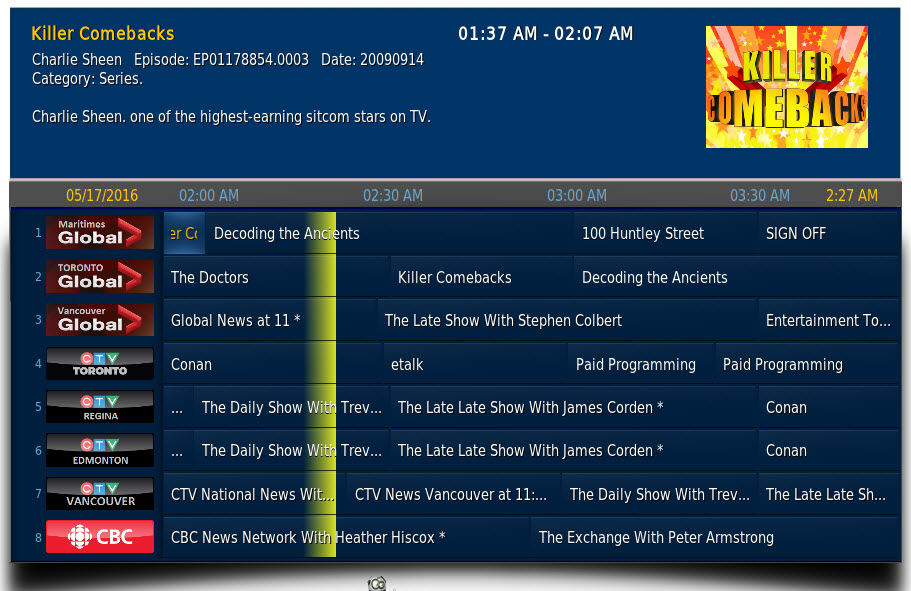 Killer Comebacks 01:37 AM - 02:07 AM
Charlie Sheen Episode: EP01178854.0003 Date: 20090914
Category: Series.
Charlie Sheen. one of the highest-earning sitcom stars on TV.
KILLER
COMEBACKS
05/17/2016 02:00 AM 02:30 AM 03:00 AM 03:30 AM 2:27 AM
1 Maritimes Global er Co Decoding the Ancients 100 Huntley Street SIGN OFF
2 TORONTO Global The Doctors Killer Comebacks Decoding the Ancients
3 Vancouver Global Global News at 11 * The Late Show With Stephen Colbert Entertainment To...
4 CTV TORONTO Conan etalk Paid Programming Paid Programming
5 CTV REGINA ... The Daily Show With Trev... The Late Late Show With James Corden * Conan
6 CTV EDMONTON ... The Daily Show With Trev... The Late Late Show With James Corden * Conan
7 CTV VANCOUVER CTV National News Wit... CTV News Vancouver at 11:... The Daily Show With Trev... The Late Late Sh...
8 CBC CBC News Network With Heather Hiscox * The Exchange With Peter Armstrong